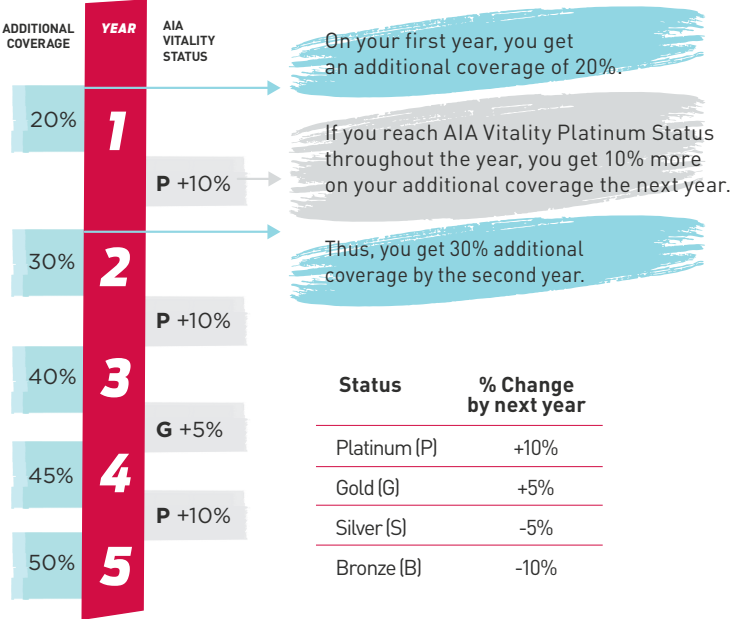 ADDITIONAL
COVERAGE
YEAR
AIA
VITALITY
STATUS
On your first year, you get
an additional coverage of 20%.
20%
1
If you reach AIA Vitality Platinum Status
throughout the year, you get 10% more
on your additional coverage the next year.
P +10%
Thus, you get 30% additional
coverage by the second year.
30%
2
P +10%
40%
3
G +5%
45%
4
P +10%
50%
5
Status % Change
by next year
Platinum (P) +10%
Gold (G) +5%
Silver (S) -5%
Bronze (B) -10%